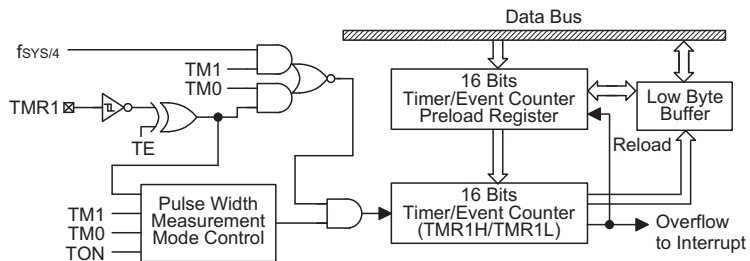 Data Bus
fSYS/4
TM1
TM0
TMR1
TE
16 Bits
Timer/Event Counter
Preload Register
Low Byte
Buffer
Reload
TM1
TM0
TON
Pulse Width
Measurement
Mode Control
16 Bits
Timer/Event Counter
(TMR1H/TMR1L)
Overflow
to Interrupt